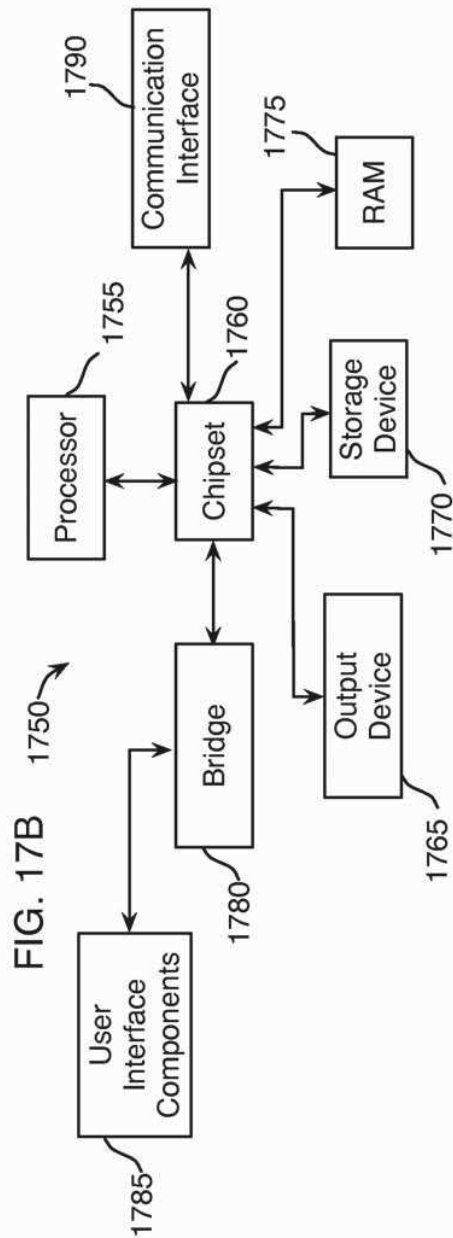 FIG. 17B
1750
Processor
1755
Communication
Interface
1790
User
Interface
Components
1785
Bridge
1780
Chipset
1760
Output
Device
1765
Storage
Device
1770
RAM
1775